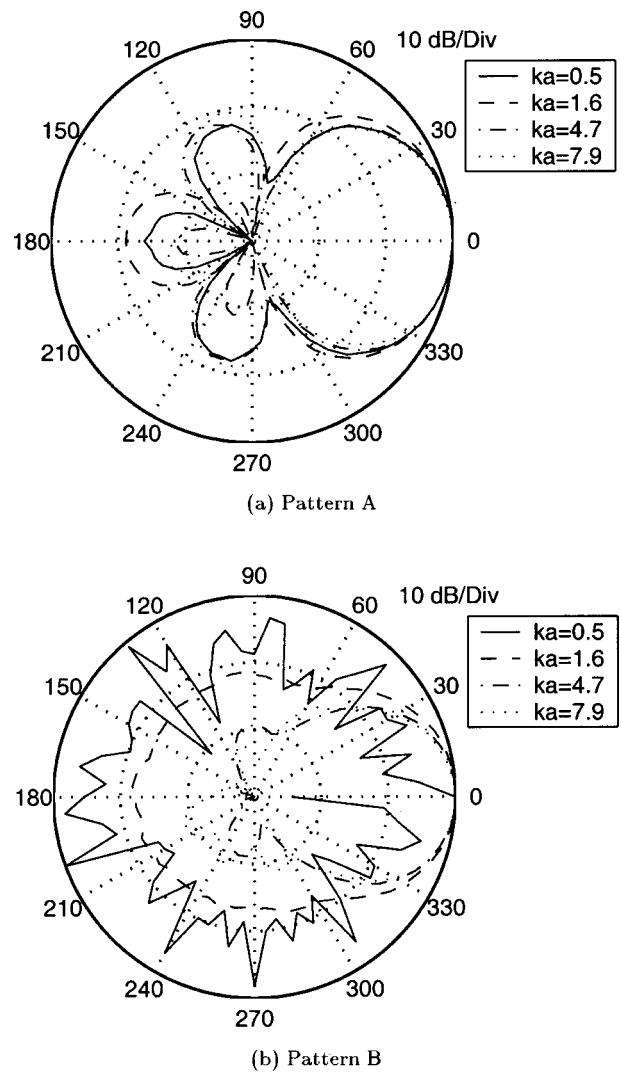 90
10 dB/Div
120
60
ka=0.5
ka=1.6
ka=4.7
ka=7.9
150
30
180
0
210
330
240
300
270
(a) Pattern A
90
10 dB/Div
120
60
ka=0.5
ka=1.6
ka=4.7
ka=7.9
150
30
180
0
210
330
240
300
270
(b) Pattern B